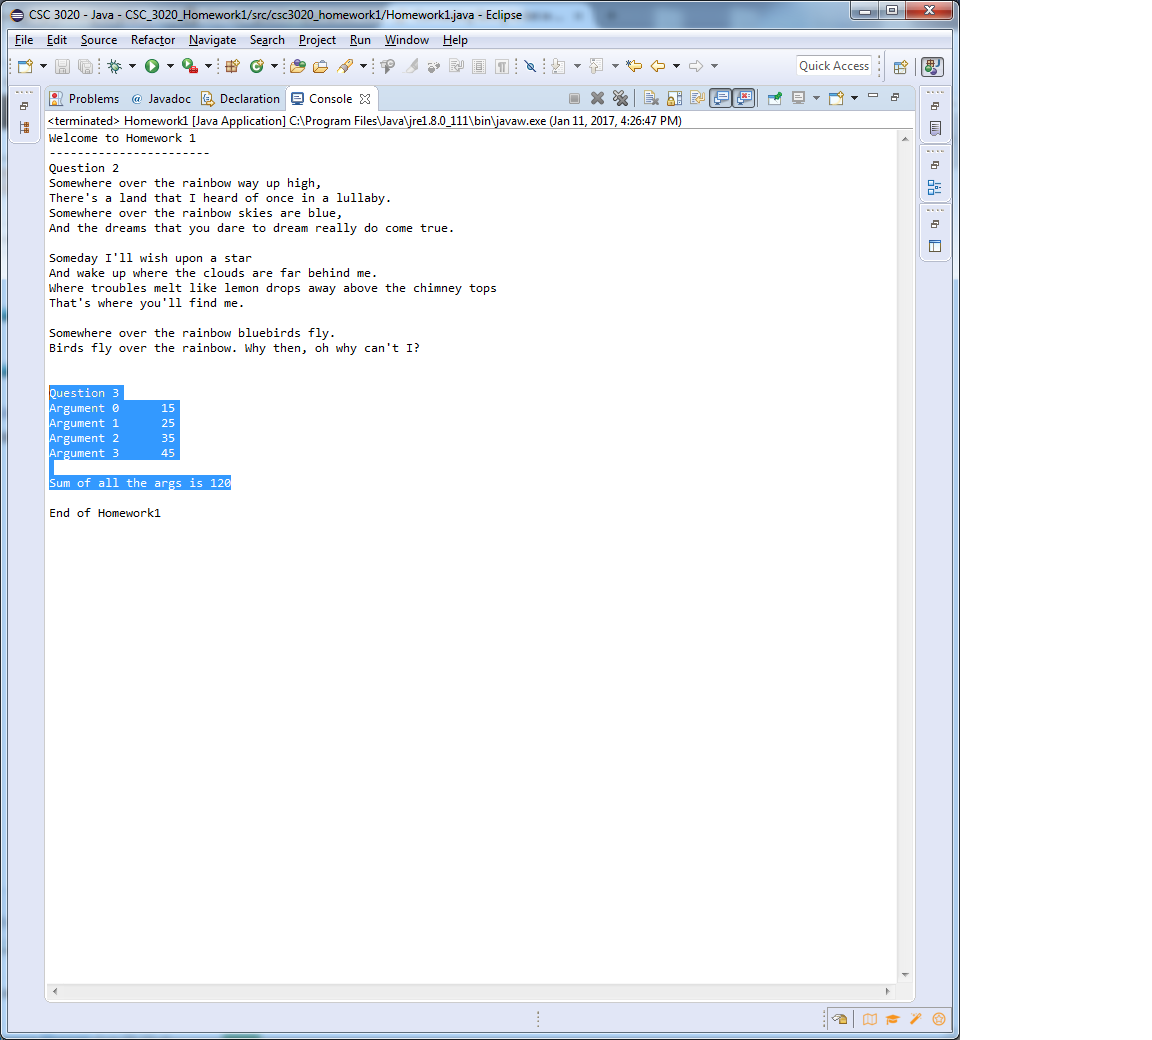 CSC 3020 - Java - CSC_3020_Homework1/src/csc3020_homework1/Homework1.java - Eclipse
File Edit Source Refactor Navigate Search Project Run Window Help
Quick Access
Problems @ Javadoc Declaration Console
<terminated> Homework1 [Java Application] C:\Program Files\Java\jre1.8.0_111\bin\javaw.exe (Jan 11, 2017, 4:26:47 PM)
Welcome to Homework 1
-----------------------
Question 2
Somewhere over the rainbow way up high,
There's a land that I heard of once in a lullaby.
Somewhere over the rainbow skies are blue,
And the dreams that you dare to dream really do come true.
Someday I'll wish upon a star
And wake up where the clouds are far behind me.
Where troubles melt like lemon drops away above the chimney tops
That's where you'll find me.
Somewhere over the rainbow bluebirds fly.
Birds fly over the rainbow. Why then, oh why can't I?
Question 3
Argument 0 15
Argument 1 25
Argument 2 35
Argument 3 45
Sum of all the args is 120
End of Homework1